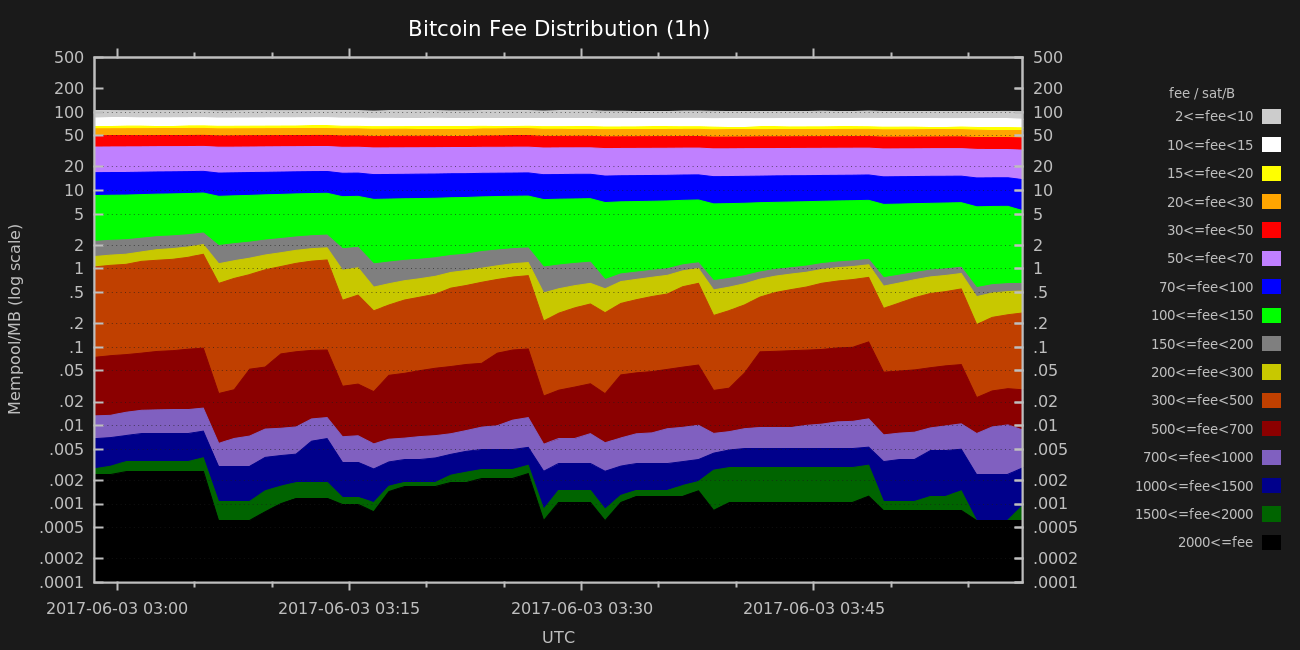 Bitcoin Fee Distribution (1h)
500 500
200 200
100 100
50 50
20 20
10 10
5 5
2 2
1 1
.5 .5
.2 .2
.1 .1
.05 .05
.02 .02
.01 .01
.005 .005
.002 .002
.001 .001
.0005 .0005
.0002 .0002
.0001 .0001
Mempool/MB (log scale)
2017-06-03 03:00 2017-06-03 03:15 2017-06-03 03:30 2017-06-03 03:45
UTC
fee / sat/B
2<=fee<10
10<=fee<15
15<=fee<20
20<=fee<30
30<=fee<50
50<=fee<70
70<=fee<100
100<=fee<150
150<=fee<200
200<=fee<300
300<=fee<500
500<=fee<700
700<=fee<1000
1000<=fee<1500
1500<=fee<2000
2000<=fee